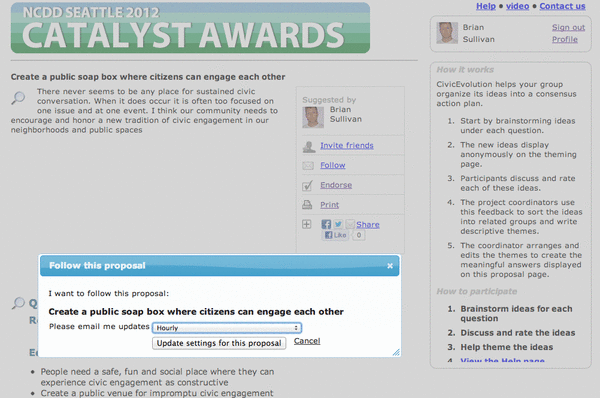 NCDD SEATTLE 2012
CATALYST AWARDS
Help • video • Contact us
Brian
Sullivan
Sign out
Profile
Create a public soap box where citizens can engage each other
There never seems to be any place for sustained civic
conversation. When it does occur it is often too focused on
one issue and at one event. I think our community needs to
encourage and honor a new tradition of civic engagement in our
neighborhoods and public spaces
Suggested by
Brian
Sullivan
Invite friends
Follow
Endorse
Print
Share
Like 0
How it works
CivicEvolution helps your group
organize its ideas into a consensus
action plan.
1. Start by brainstorming ideas
under each question.
2. The new ideas display
anonymously on the theming
page.
3. Participants discuss and rate
each of these ideas.
4. The project coordinators use
this feedback to sort the ideas
into related groups and write
descriptive themes.
5. The coordinator arranges and
edits the themes to create the
meaningful answers displayed
on this proposal page.
How to participate
1. Brainstorm ideas for each
question
2. Discuss and rate the ideas
3. Help theme the ideas
4. View the Help page
Follow this proposal
I want to follow this proposal:
Create a public soap box where citizens can engage each other
Please email me updates Hourly
Update settings for this proposal Cancel
• People need a safe, fun and social place where they can
experience civic engagement as constructive
• Create a public venue for impromptu civic engagement